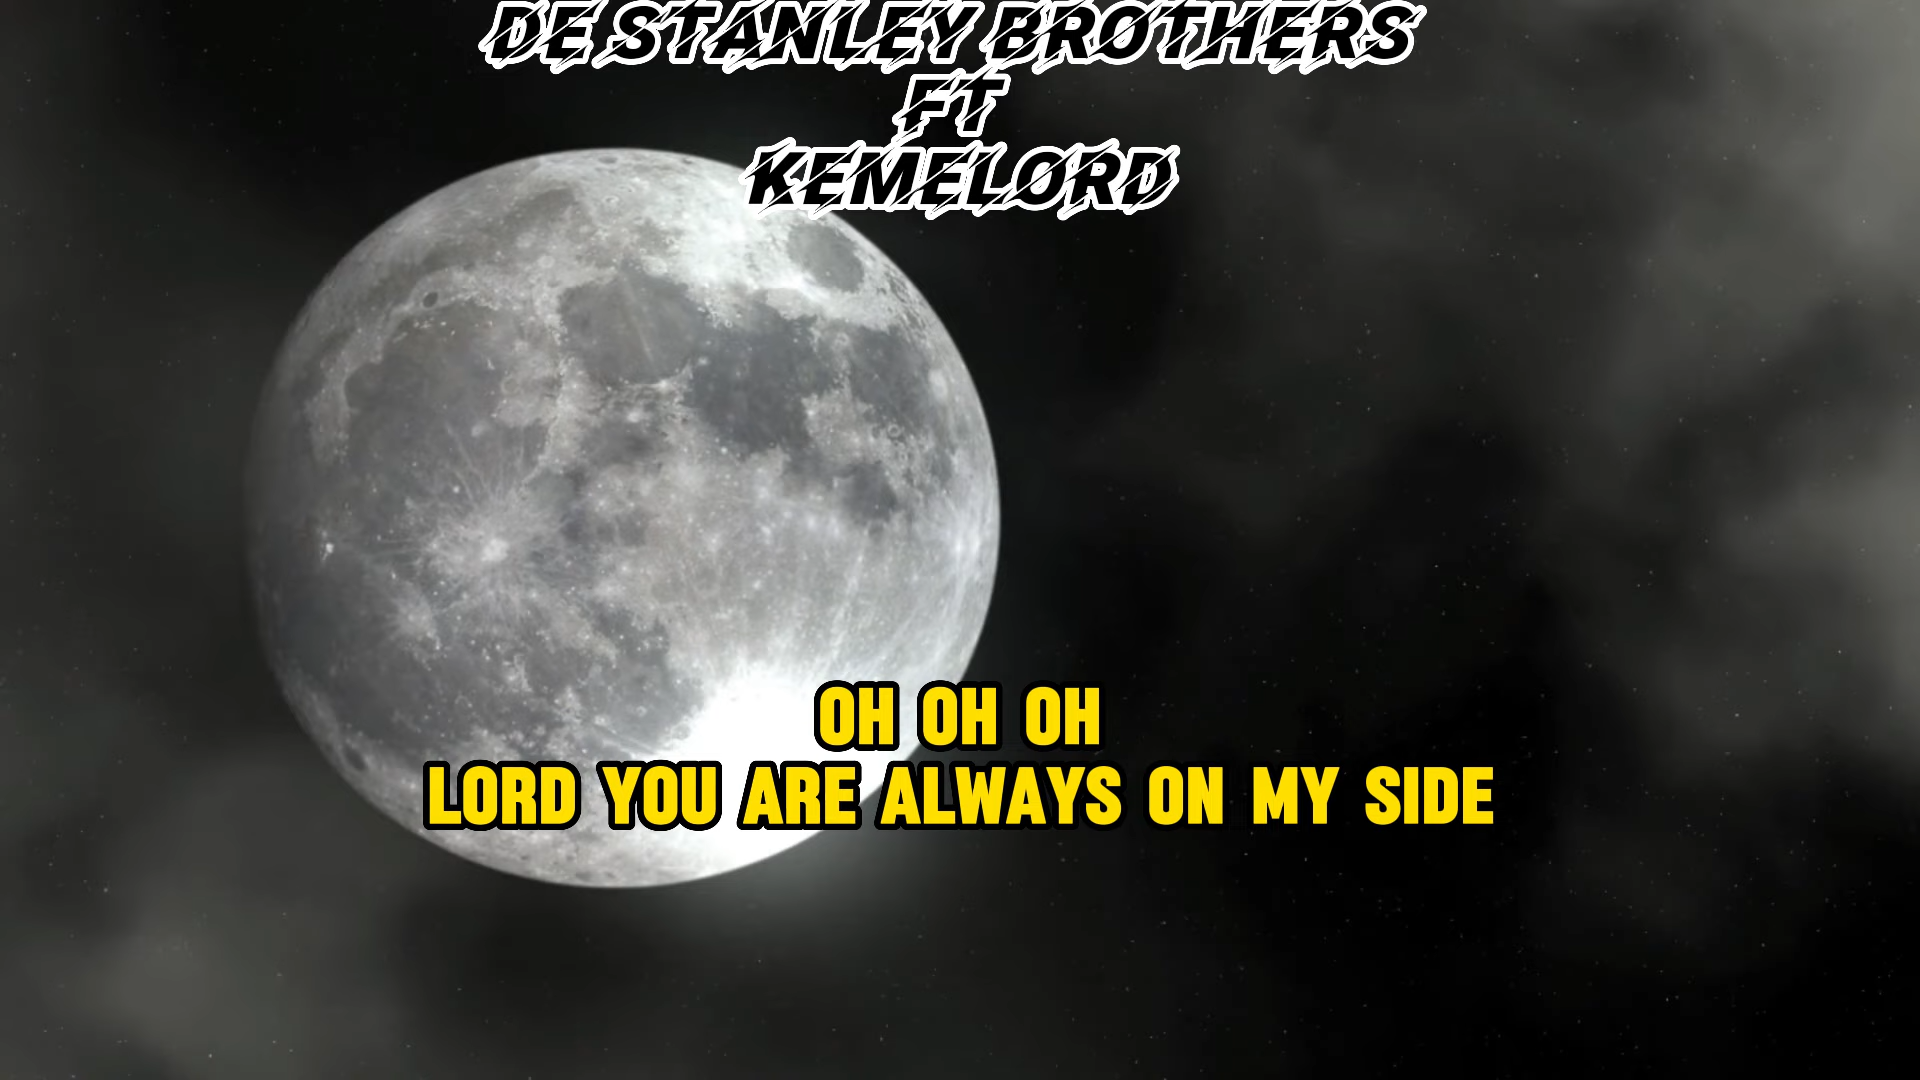 DE STANLEY BROTHERS
FT
KEMELORD
OH OH OH
LORD YOU ARE ALWAYS ON MY SIDE